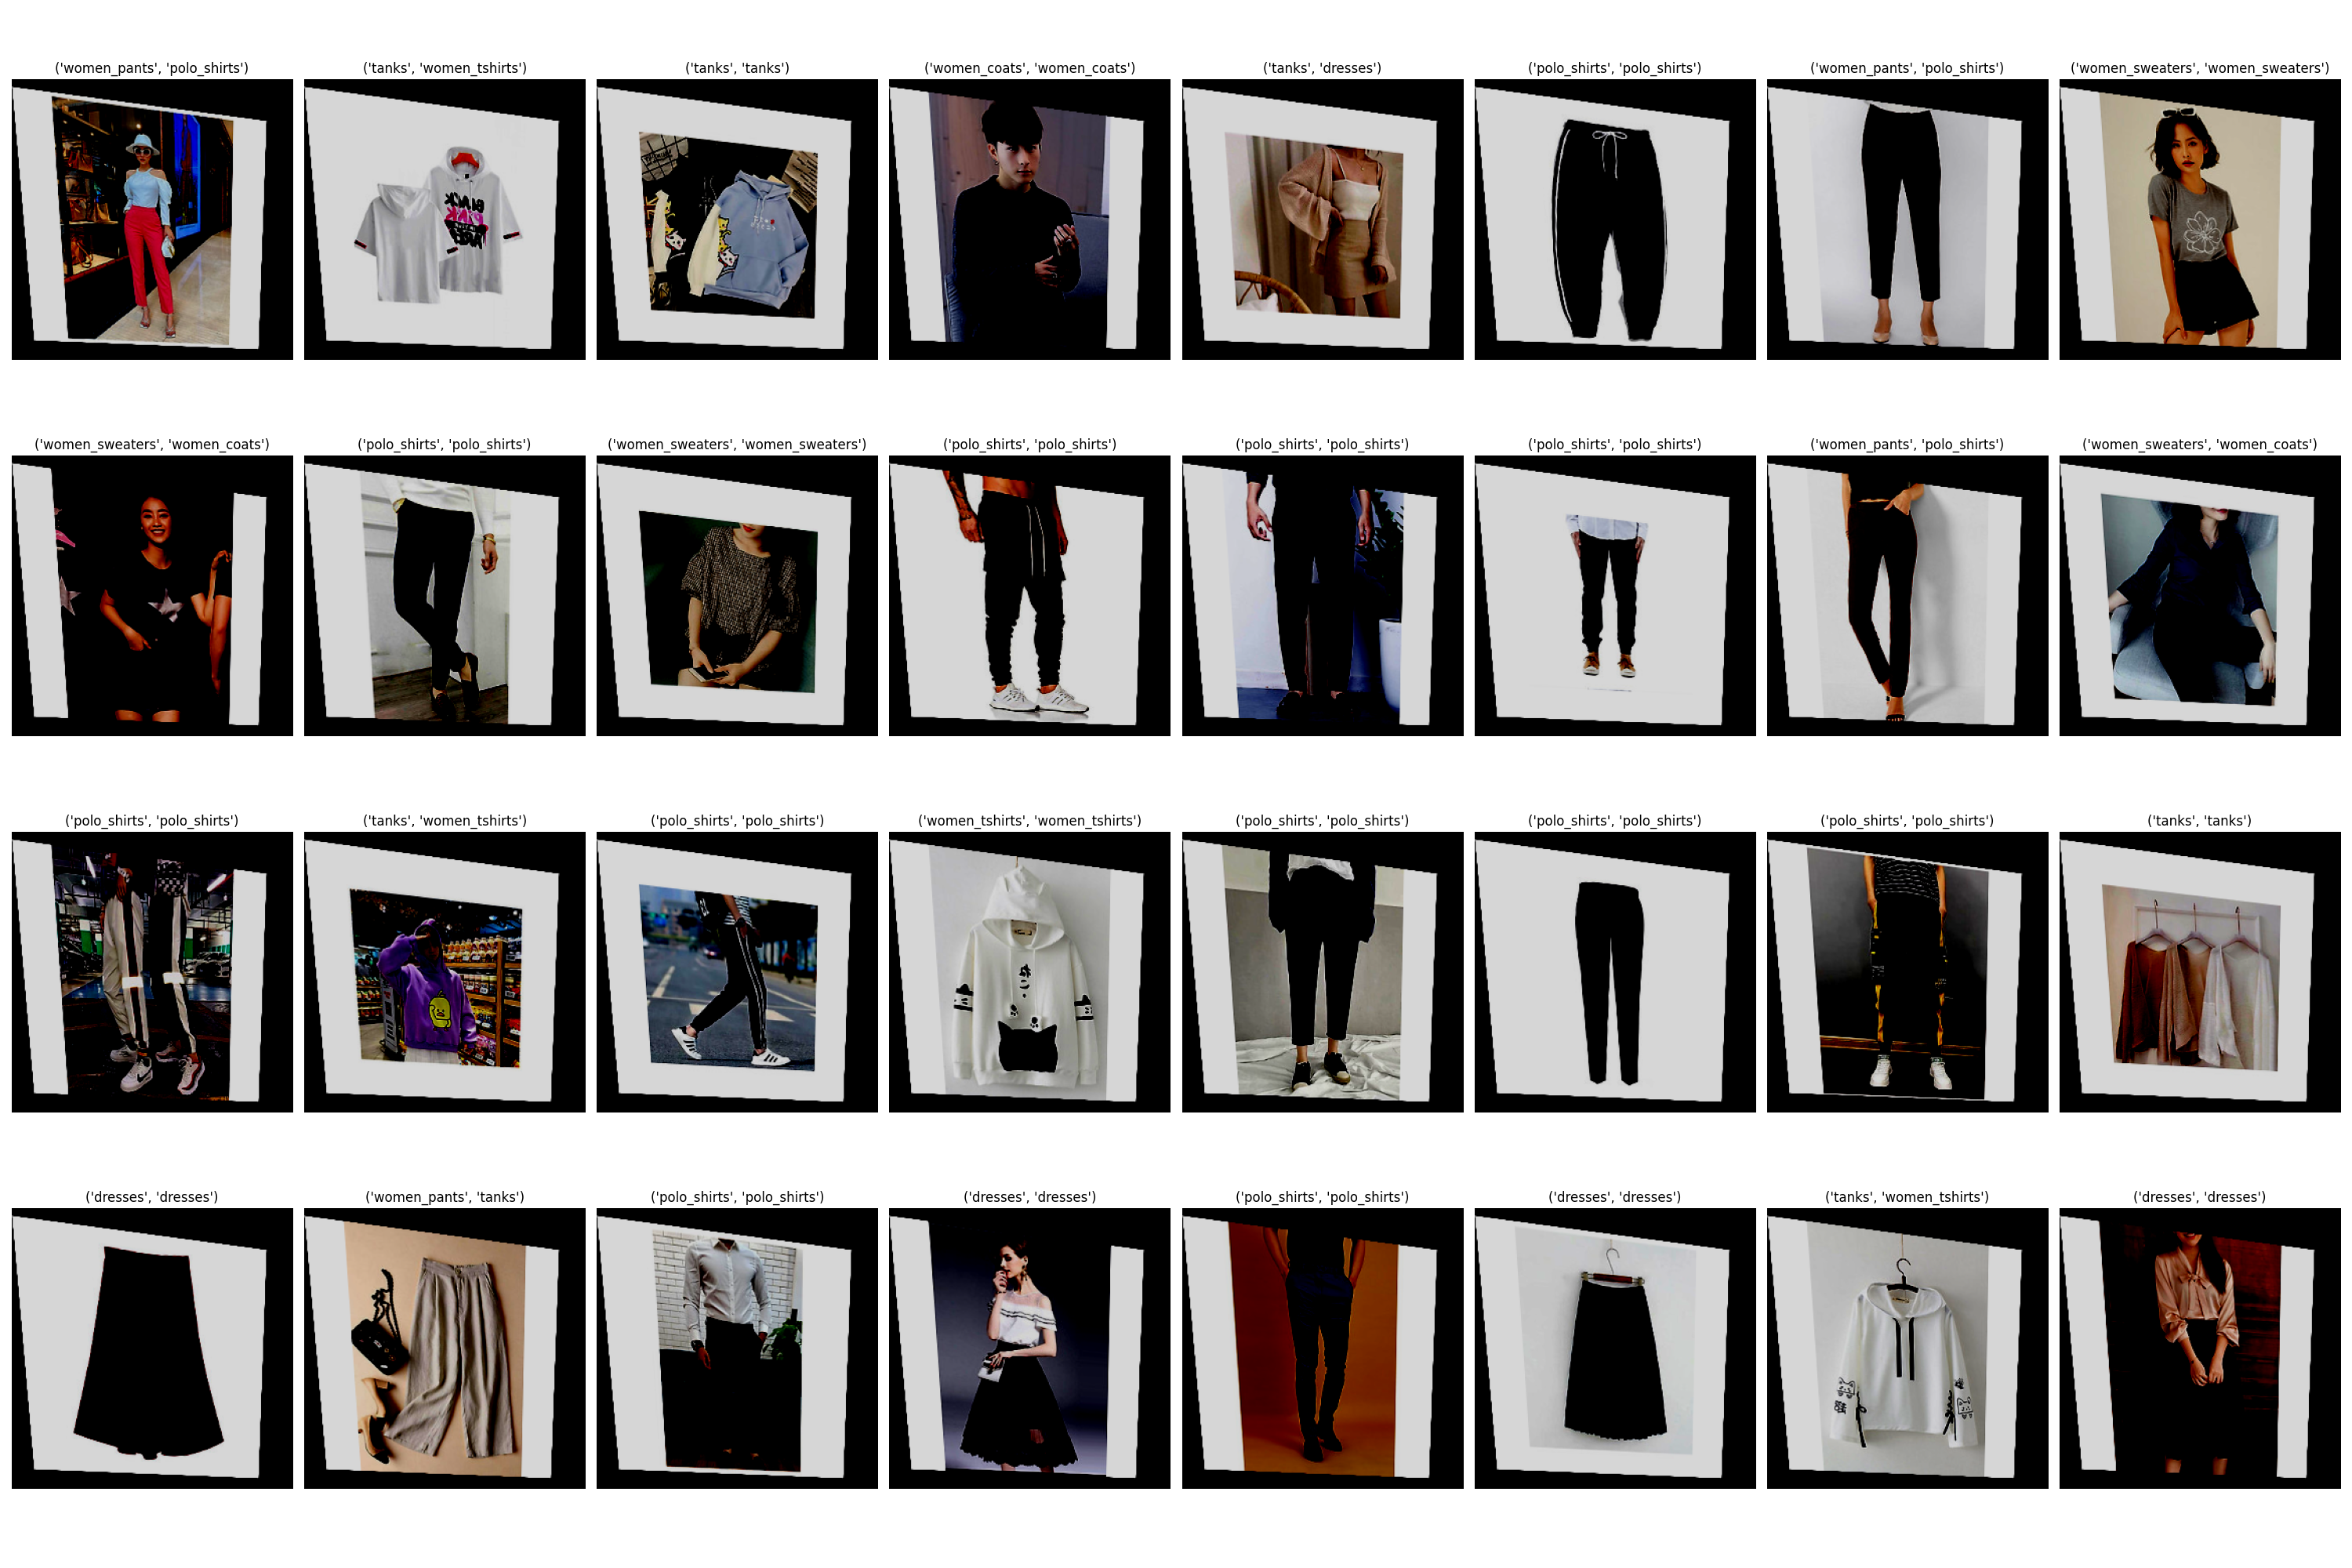 ('women_pants', 'polo_shirts')
('tanks', 'women_tshirts')
('tanks', 'tanks')
('women_coats', 'women_coats')
('tanks', 'dresses')
('polo_shirts', 'polo_shirts')
('women_pants', 'polo_shirts')
('women_sweaters', 'women_sweaters')
('women_sweaters', 'women_coats')
('polo_shirts', 'polo_shirts')
('women_sweaters', 'women_sweaters')
('polo_shirts', 'polo_shirts')
('polo_shirts', 'polo_shirts')
('polo_shirts', 'polo_shirts')
('women_pants', 'polo_shirts')
('women_sweaters', 'women_coats')
('polo_shirts', 'polo_shirts')
('tanks', 'women_tshirts')
('polo_shirts', 'polo_shirts')
('women_tshirts', 'women_tshirts')
('polo_shirts', 'polo_shirts')
('polo_shirts', 'polo_shirts')
('polo_shirts', 'polo_shirts')
('tanks', 'tanks')
('dresses', 'dresses')
('women_pants', 'tanks')
('polo_shirts', 'polo_shirts')
('dresses', 'dresses')
('polo_shirts', 'polo_shirts')
('dresses', 'dresses')
('tanks', 'women_tshirts')
('dresses', 'dresses')